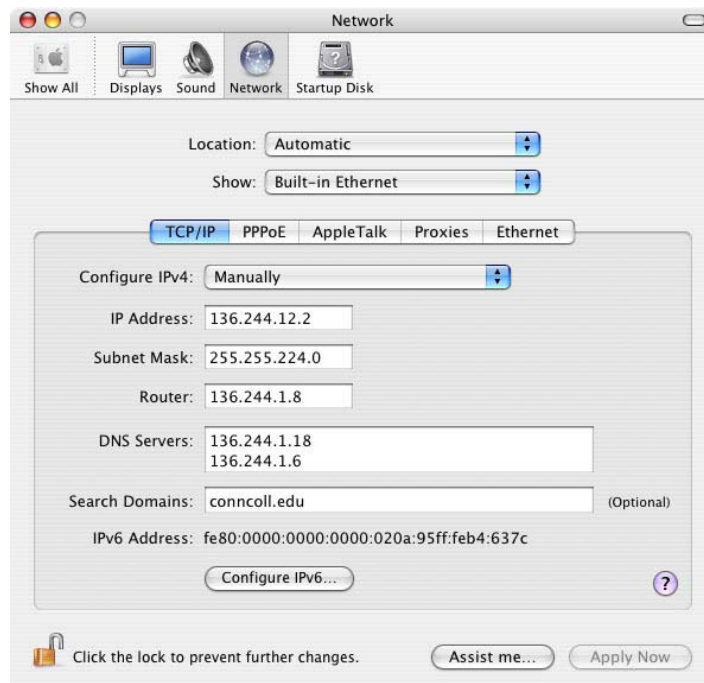 Network
Show All Displays Sound Network Startup Disk
Location: Automatic
Show: Built-in Ethernet
TCP/IP PPPoE AppleTalk Proxies Ethernet
Configure IPv4: Manually
IP Address: 136.244.12.2
Subnet Mask: 255.255.224.0
Router: 136.244.1.8
DNS Servers: 136.244.1.18
136.244.1.6
Search Domains: conncoll.edu (Optional)
IPv6 Address: fe80:0000:0000:0000:020a:95ff:feb4:637c
Configure IPv6...
?
Click the lock to prevent further changes. Assist me... Apply Now